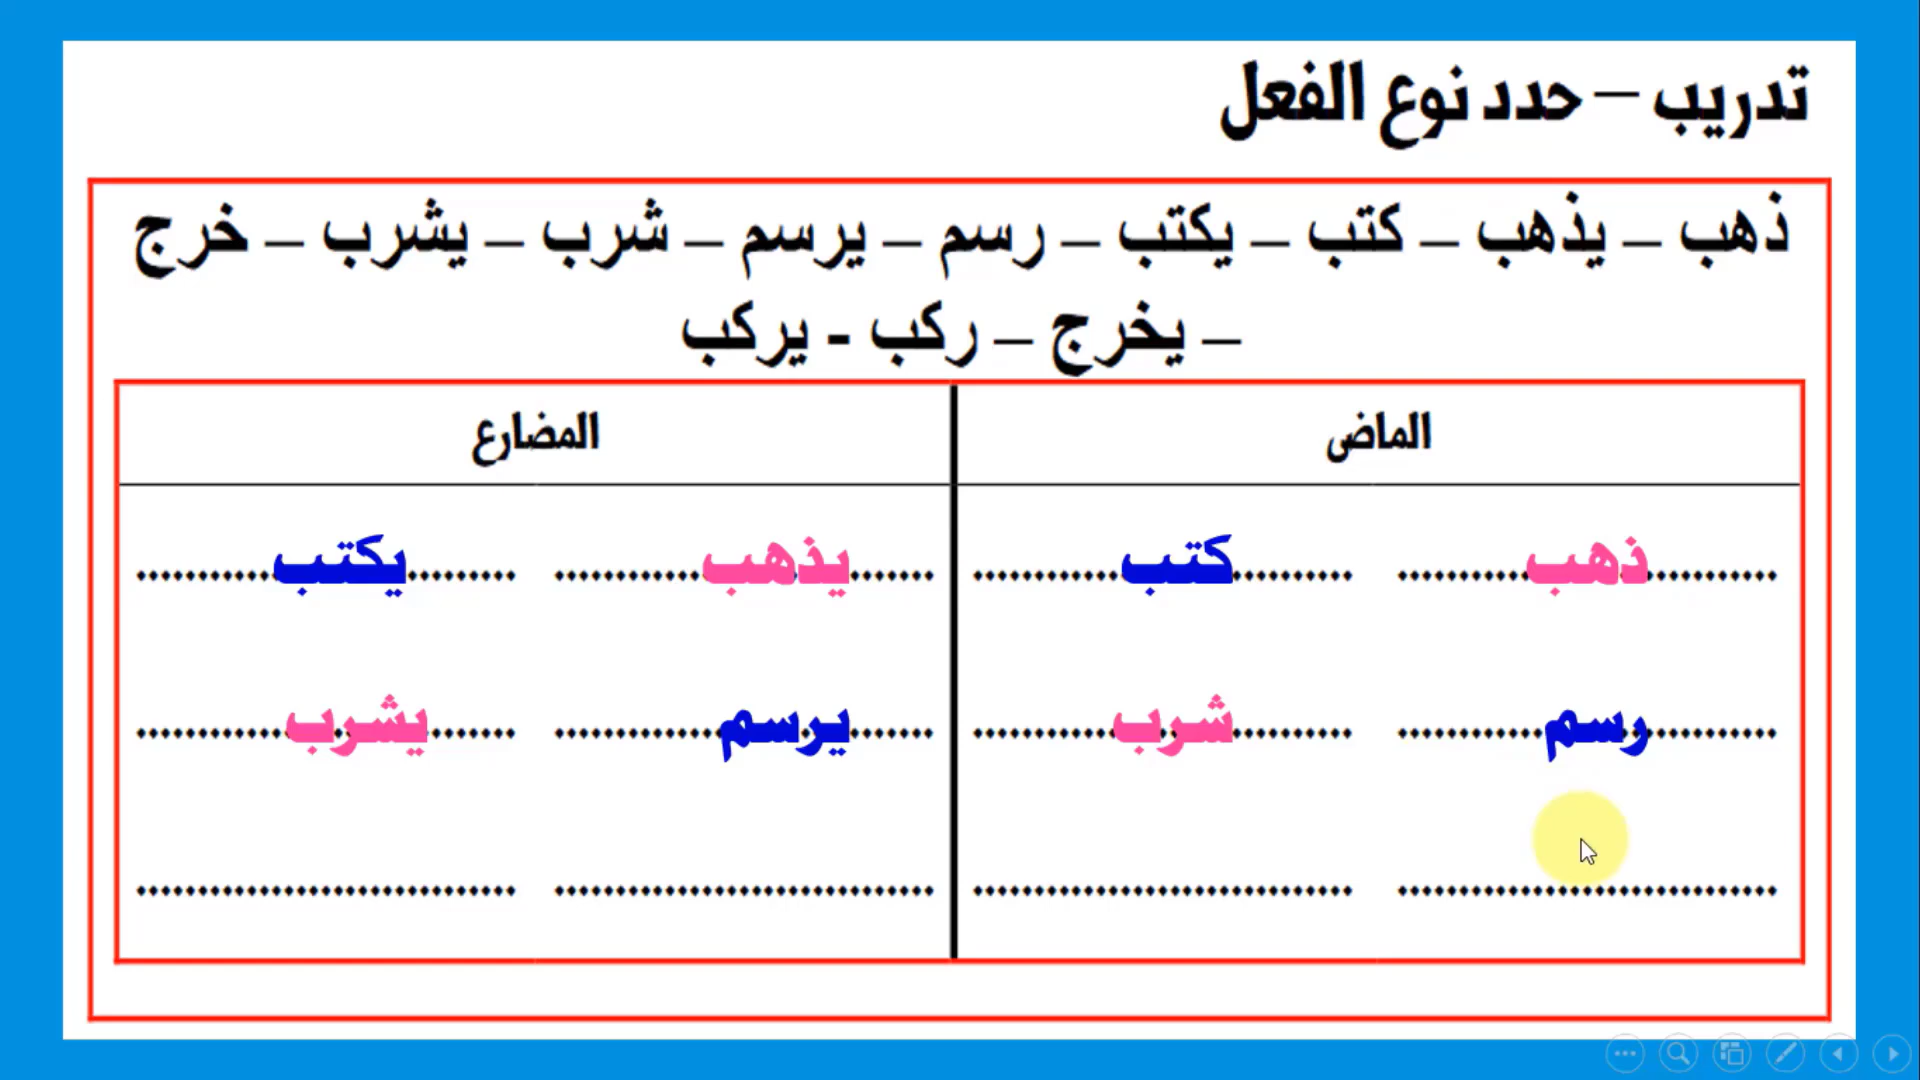 تدريب – حدد نوع الفعل
ذهب – يذهب – كتب – يكتب – رسم – يرسم – شرب – يشرب – خرج
– يخرج – ركب - يركب
الماضى المضارع
ذهب كتب يذهب يكتب
رسم شرب يرسم يشرب